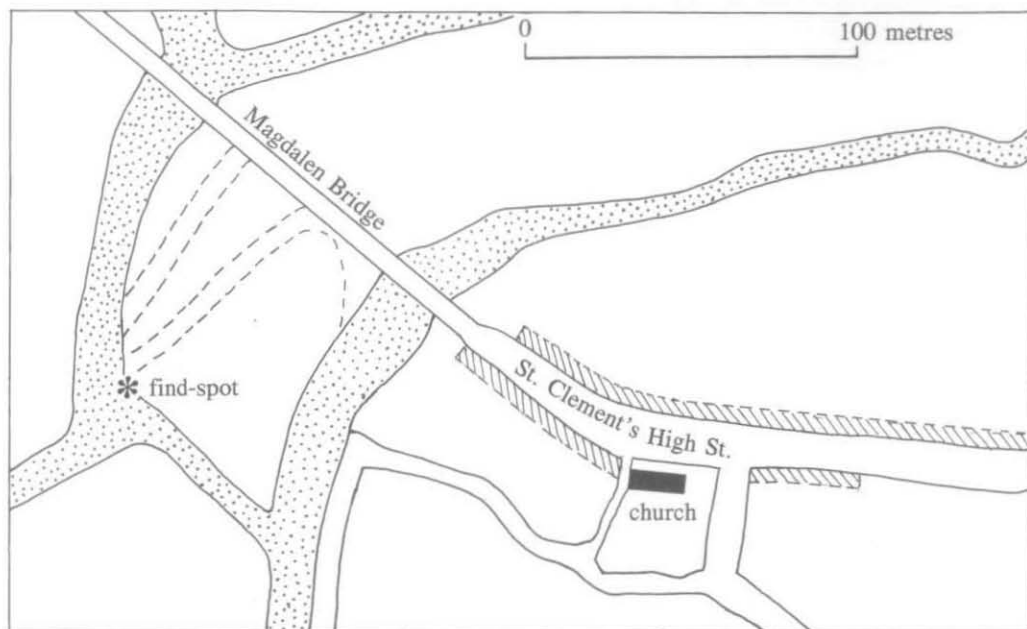 0 100 metres
Magdalen Bridge
find-spot
St. Clement's High St.
church